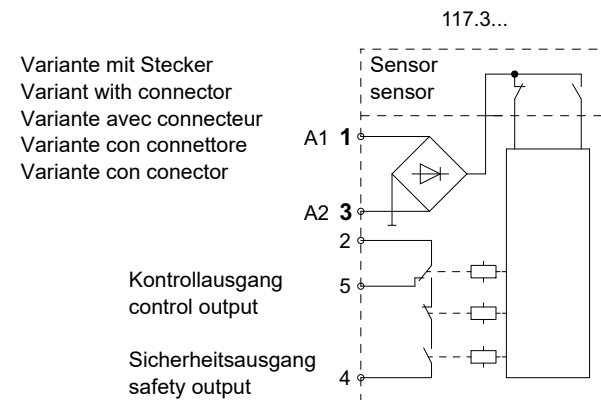 117.3...
Variante mit Stecker
Variant with connector
Variante avec connecteur
Variante con connettore
Variante con conector
Sensor
sensor
A1 1
A2 3
2
Kontrollausgang
control output
5
Sicherheitsausgang
safety output
4